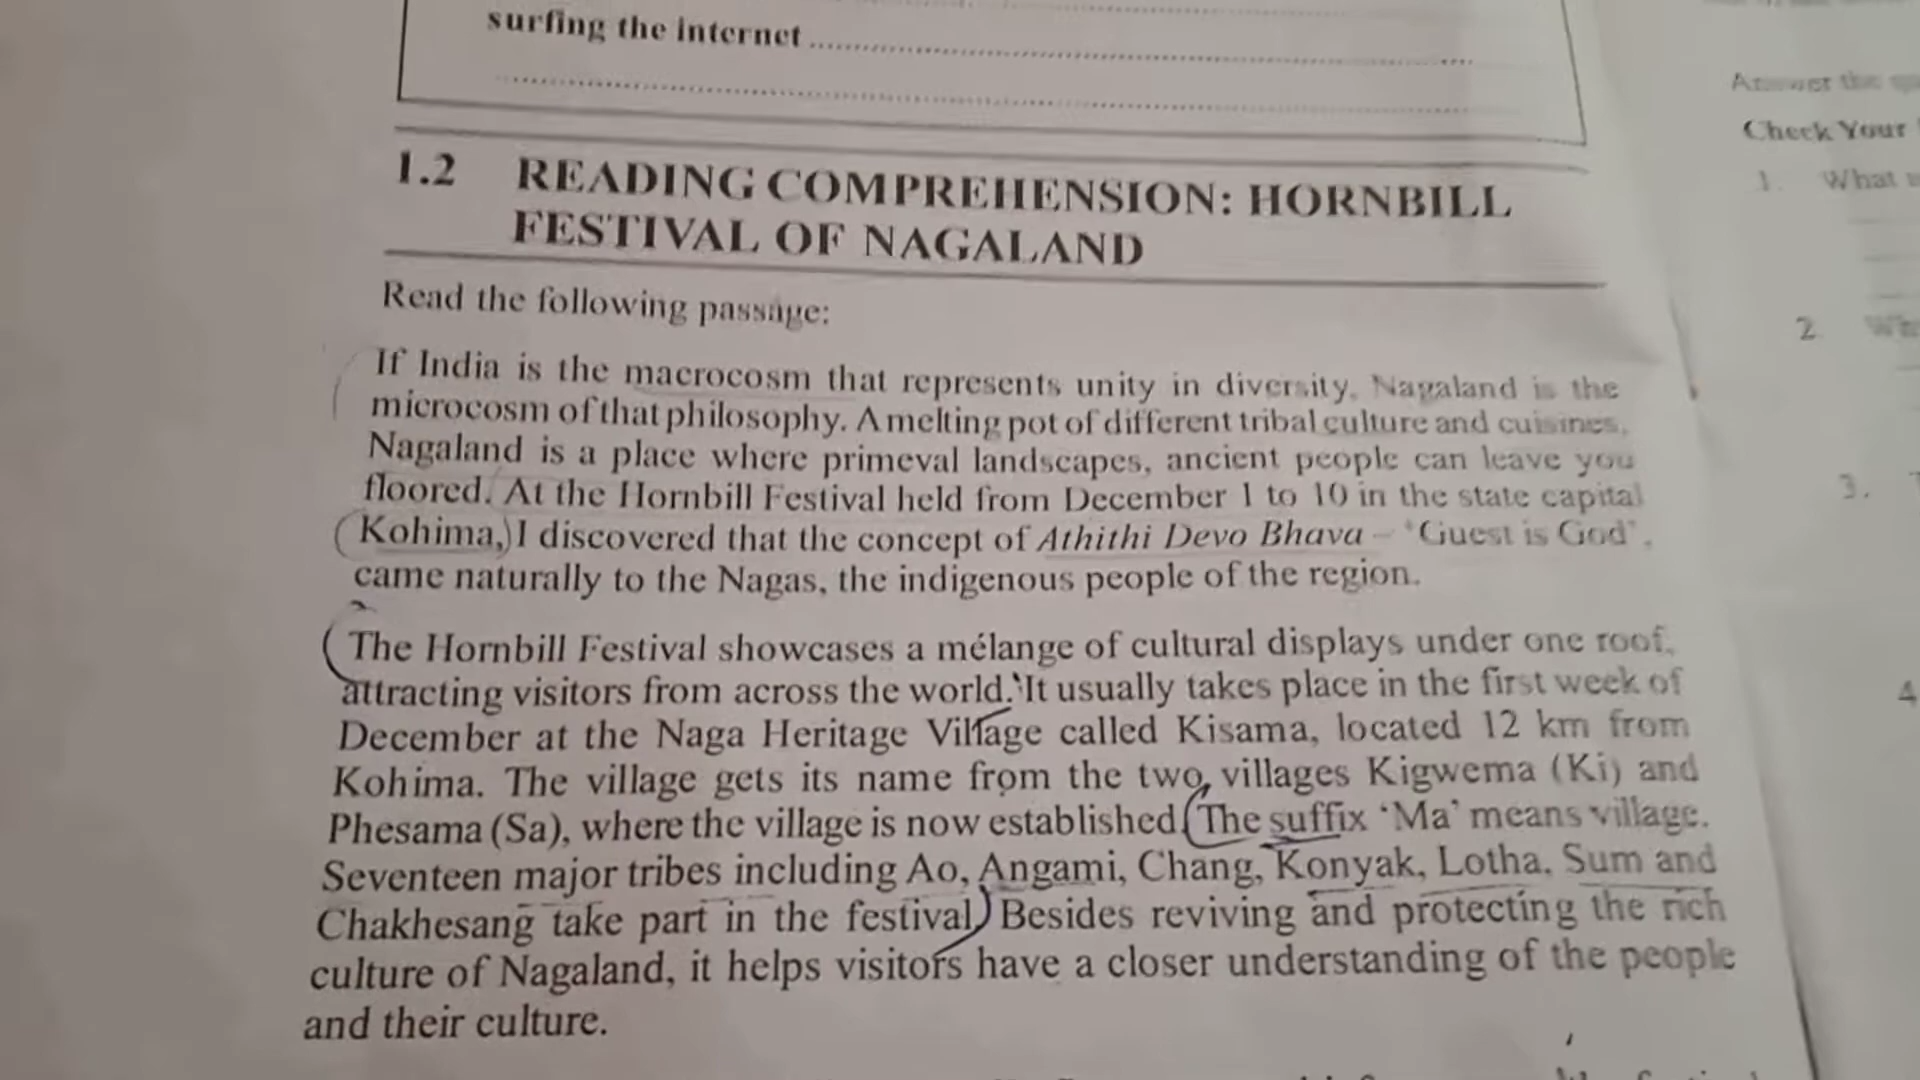 surfing the internet
1.2 READING COMPREHENSION: HORNBILL
FESTIVAL OF NAGALAND
Read the following passage:
If India is the macrocosm that represents unity in diversity, Nagaland is the
microcosm of that philosophy. A melting pot of different tribal culture and cuisines,
Nagaland is a place where primeval landscapes, ancient people can leave you
floored. At the Hornbill Festival held from December 1 to 10 in the state capital
Kohima, I discovered that the concept of Athithi Devo Bhava – 'Guest is God',
came naturally to the Nagas, the indigenous people of the region.
The Hornbill Festival showcases a mélange of cultural displays under one roof,
attracting visitors from across the world. It usually takes place in the first week of
December at the Naga Heritage Village called Kisama, located 12 km from
Kohima. The village gets its name from the two villages Kigwema (Ki) and
Phesama (Sa), where the village is now established. The suffix 'Ma' means village.
Seventeen major tribes including Ao, Angami, Chang, Konyak, Lotha, Sum and
Chakhesang take part in the festival. Besides reviving and protecting the rich
culture of Nagaland, it helps visitors have a closer understanding of the people
and their culture.
Answer the
Check Your
1. What
2
3.
4